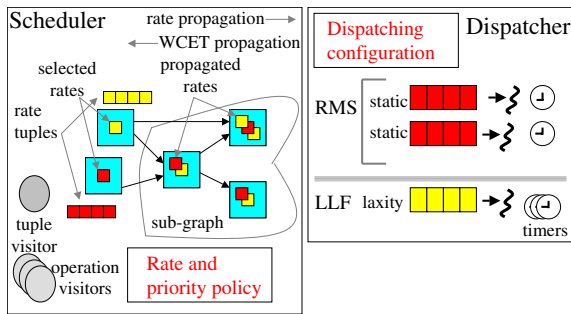 Scheduler
rate propagation
WCET propagation
selected
rates
propagated
rates
rate
tuples
sub-graph
tuple
visitor
operation
visitors
Rate and
priority policy
Dispatching
configuration
Dispatcher
RMS
static
static
LLF
laxity
timers